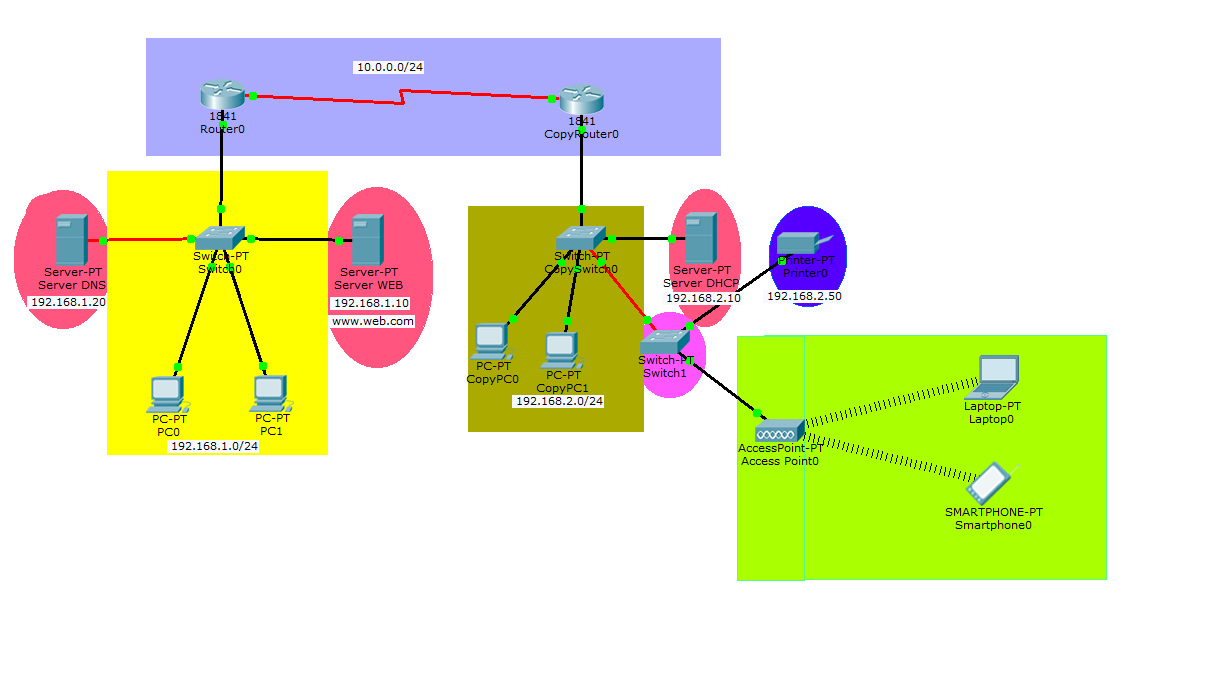 10.0.0.0/24
1841
Router0
1841
CopyRouter0
Switch-PT
Switch0
Server-PT
Server DNS
192.168.1.20
Server-PT
Server WEB
192.168.1.10
www.web.com
PC-PT
PC0
PC-PT
PC1
192.168.1.0/24
Switch-PT
CopySwitch0
Server-PT
Server DHCP
192.168.2.10
Printer-PT
Printer0
192.168.2.50
PC-PT
CopyPC0
PC-PT
CopyPC1
192.168.2.0/24
Switch-PT
Switch1
AccessPoint-PT
Access Point0
Laptop-PT
Laptop0
SMARTPHONE-PT
Smartphone0